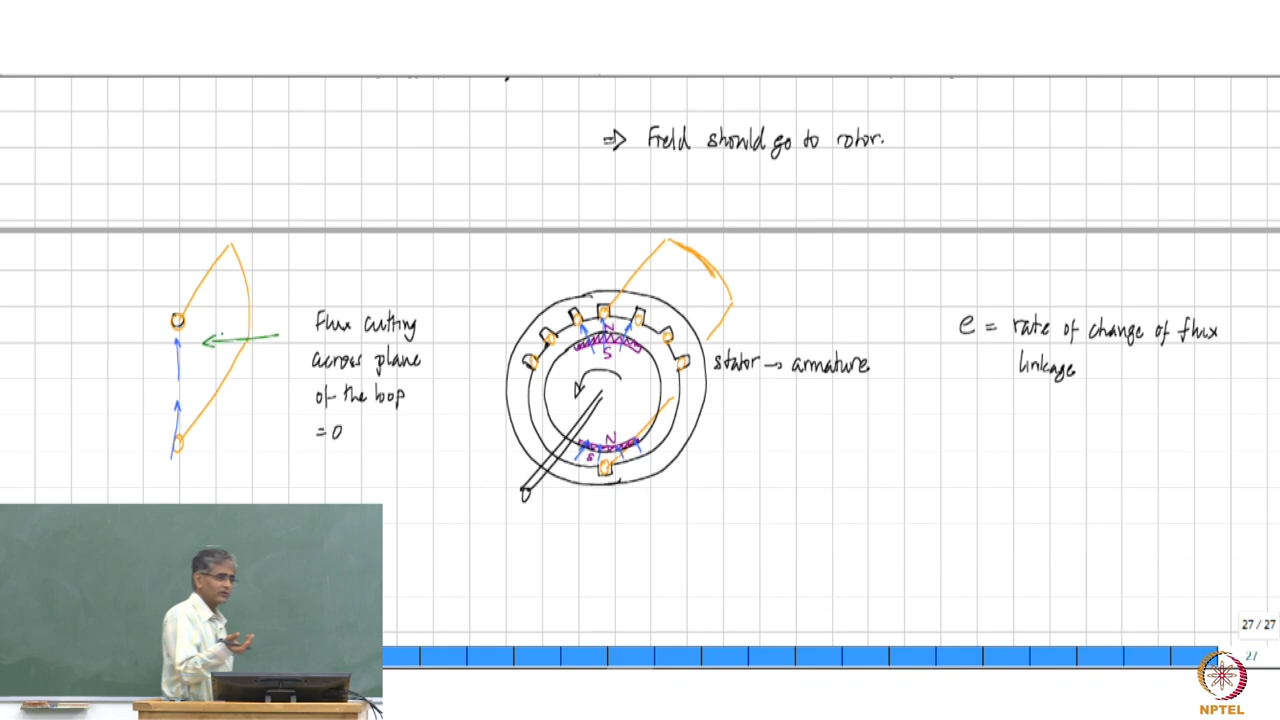 ⇒ Field should go to rotor.
Flux cutting
across plane
of the loop
= 0
N
S
stator → armature
N
S
e = rate of change of flux
linkage
27 / 27
27
NPTEL